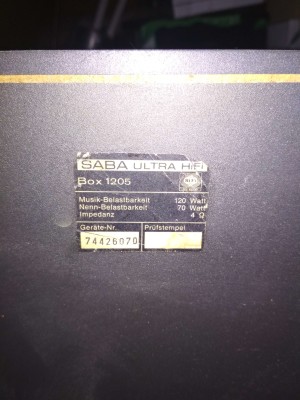 SABA ULTRA HiFi
Box 1205
Musik-Belastbarkeit 120 Watt
Nenn-Belastbarkeit 70 Watt
Impedanz 4 Ω
Geräte-Nr. Prüfstempel
74426070